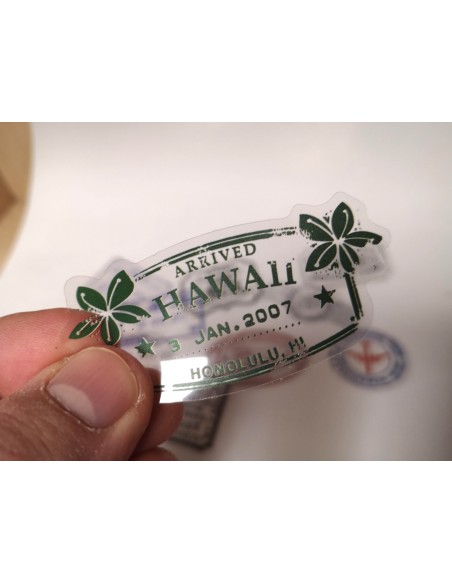 ARRIVED
HAWAII
3 JAN. 2007
HONOLULU, HI